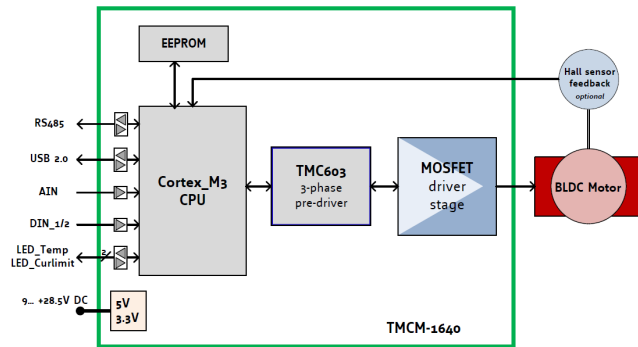 EEPROM
Hall sensor
feedback
optional
RS485
USB 2.0
AIN
DIN_1/2
LED_Temp
LED_Curlimit
2
Cortex_M3
CPU
TMC603
3-phase
pre-driver
MOSFET
driver
stage
BLDC Motor
9... +28.5V DC
5V
3.3V
TMCM-1640